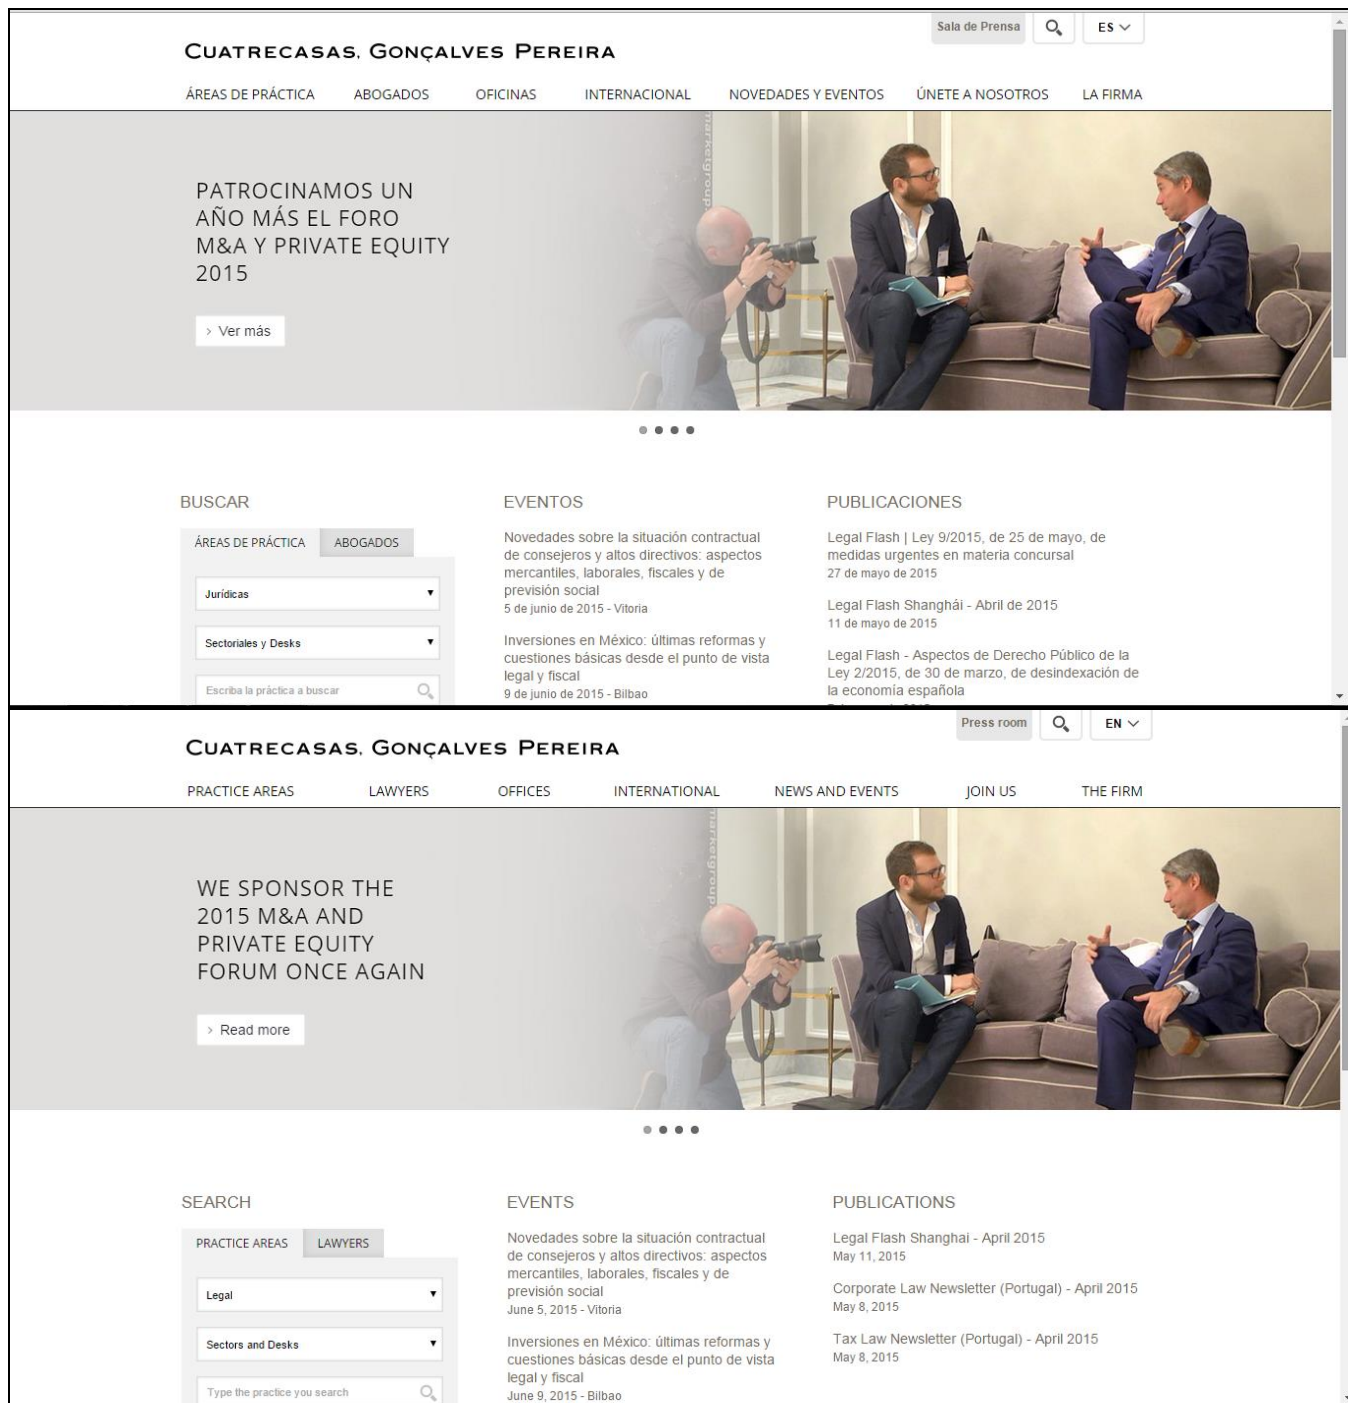 Sala de Prensa
ES
CUATRECASAS, GONÇALVES PEREIRA
ÁREAS DE PRÁCTICA ABOGADOS OFICINAS INTERNACIONAL NOVEDADES Y EVENTOS ÚNETE A NOSOTROS LA FIRMA
PATROCINAMOS UN
AÑO MÁS EL FORO
M&A Y PRIVATE EQUITY
2015
> Ver más
marketgroup
BUSCAR
ÁREAS DE PRÁCTICA ABOGADOS
Jurídicas
Sectoriales y Desks
Escriba la práctica a buscar
EVENTOS
Novedades sobre la situación contractual
de consejeros y altos directivos: aspectos
mercantiles, laborales, fiscales y de
previsión social
5 de junio de 2015 - Vitoria
Inversiones en México: últimas reformas y
cuestiones básicas desde el punto de vista
legal y fiscal
9 de junio de 2015 - Bilbao
PUBLICACIONES
Legal Flash | Ley 9/2015, de 25 de mayo, de
medidas urgentes en materia concursal
27 de mayo de 2015
Legal Flash Shanghái - Abril de 2015
11 de mayo de 2015
Legal Flash - Aspectos de Derecho Público de la
Ley 2/2015, de 30 de marzo, de desindexación de
la economía española
Press room
EN
CUATRECASAS, GONÇALVES PEREIRA
PRACTICE AREAS LAWYERS OFFICES INTERNATIONAL NEWS AND EVENTS JOIN US THE FIRM
WE SPONSOR THE
2015 M&A AND
PRIVATE EQUITY
FORUM ONCE AGAIN
> Read more
marketgroup
SEARCH
PRACTICE AREAS LAWYERS
Legal
Sectors and Desks
Type the practice you search
EVENTS
Novedades sobre la situación contractual
de consejeros y altos directivos: aspectos
mercantiles, laborales, fiscales y de
previsión social
June 5, 2015 - Vitoria
Inversiones en México: últimas reformas y
cuestiones básicas desde el punto de vista
legal y fiscal
June 9, 2015 - Bilbao
PUBLICATIONS
Legal Flash Shanghai - April 2015
May 11, 2015
Corporate Law Newsletter (Portugal) - April 2015
May 8, 2015
Tax Law Newsletter (Portugal) - April 2015
May 8, 2015